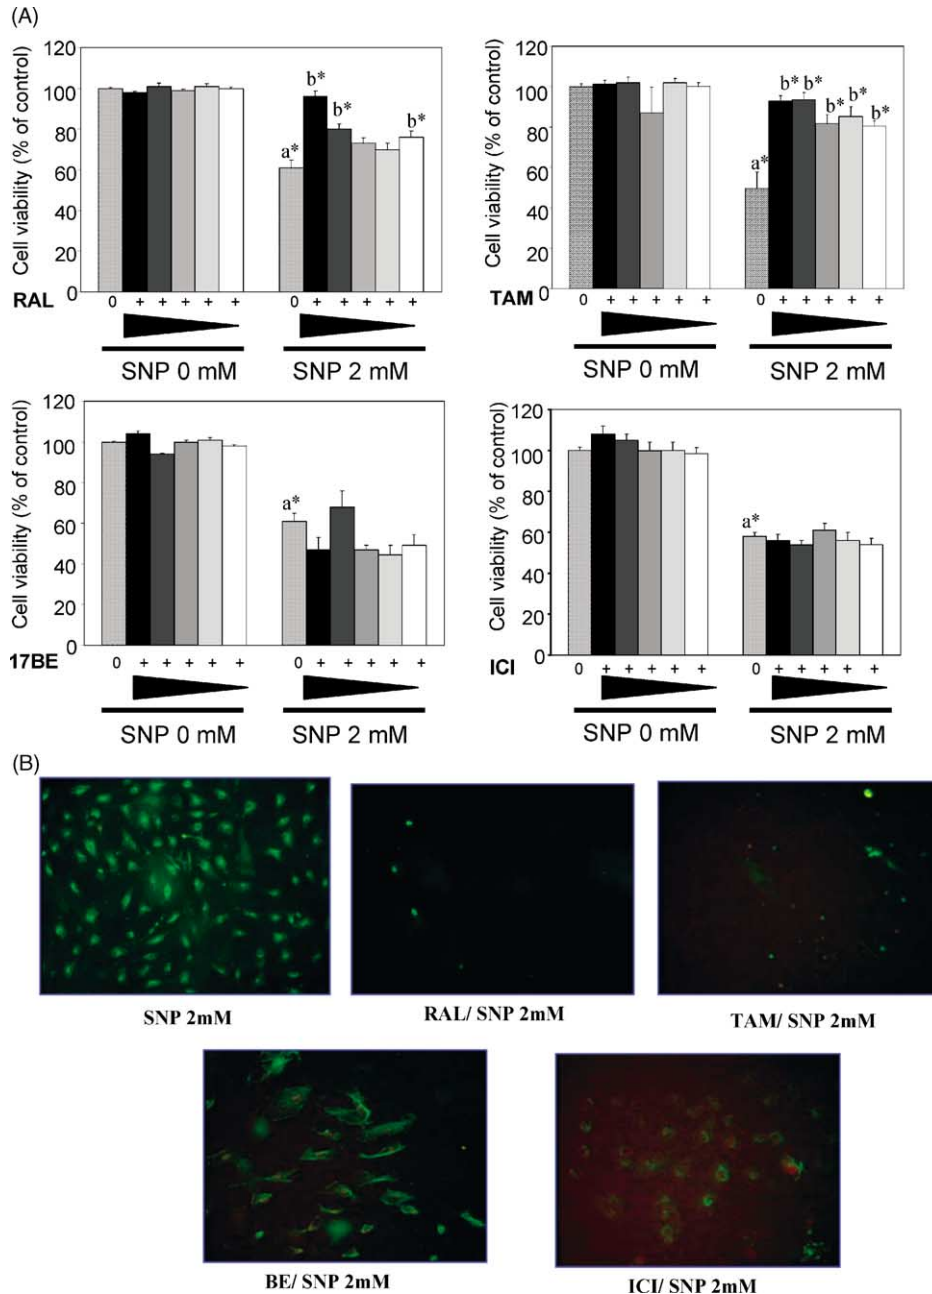 (A)
Cell viability (% of control)
120
100
80
60
40
20
0
a*
b*
b*
b*
RAL
0 + + + + +
0 + + + + +
SNP 0 mM
SNP 2 mM
Cell viability (% of control)
120
100
80
60
40
20
0
a*
b* b*
b*
b*
b*
TAM
0 + + + + +
0 + + + + +
SNP 0 mM
SNP 2 mM
Cell viability (% of control)
120
100
80
60
40
20
0
a*
17BE
0 + + + + +
0 + + + + +
SNP 0 mM
SNP 2 mM
Cell viability (% of control)
120
100
80
60
40
20
0
a*
ICI
0 + + + + +
0 + + + + +
SNP 0 mM
SNP 2 mM
(B)
SNP 2mM
RAL/ SNP 2mM
TAM/ SNP 2mM
BE/ SNP 2mM
ICI/ SNP 2mM